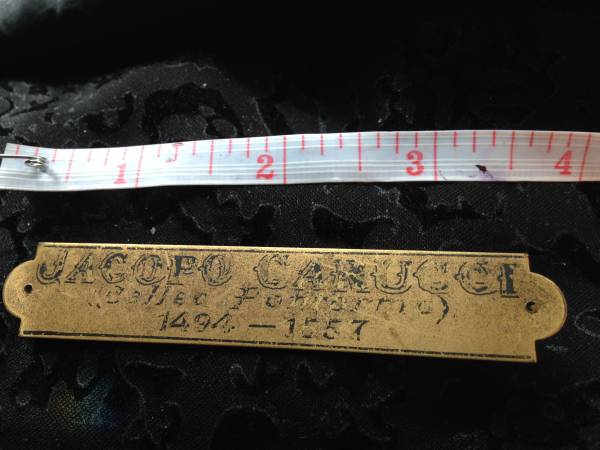 1 2 3 4
JACOPO CARUCCI
(Called Pontormo)
1494 - 1557